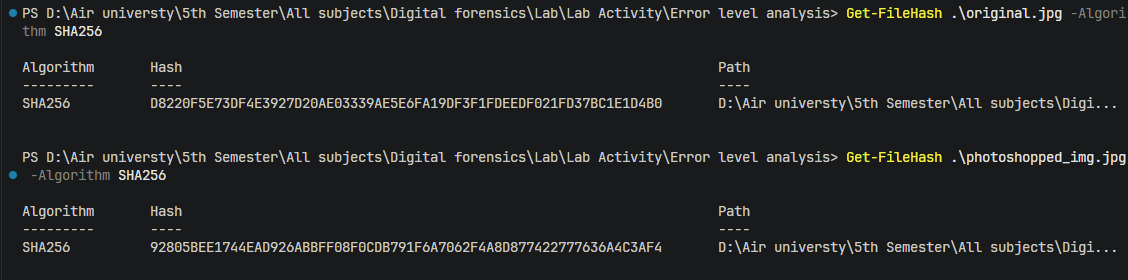 PS D:\Air universty\5th Semester\All subjects\Digital forensics\Lab\Lab Activity\Error level analysis> Get-FileHash .\original.jpg -Algori
thm SHA256
Algorithm Hash Path
--------- ---- ----
SHA256 D8220F5E73DF4E3927D20AE03339AE5E6FA19DF3F1FDEEDF021FD37BC1E1D4B0 D:\Air universty\5th Semester\All subjects\Digi...
PS D:\Air universty\5th Semester\All subjects\Digital forensics\Lab\Lab Activity\Error level analysis> Get-FileHash .\photoshopped_img.jpg
-Algorithm SHA256
Algorithm Hash Path
--------- ---- ----
SHA256 92805BEE1744EAD926ABBFF08F0CDB791F6A7062F4A8D877422777636A4C3AF4 D:\Air universty\5th Semester\All subjects\Digi...